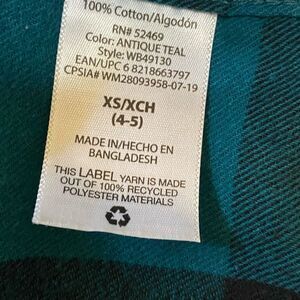 100% Cotton/Algodón
RN# 52469
Color: ANTIQUE TEAL
Style: WB49130
EAN/UPC 6 8218663797
CPSIA# WM28093958-07-19
XS/XCH
(4-5)
MADE IN/HECHO EN
BANGLADESH
THIS LABEL YARN IS MADE
OUT OF 100% RECYCLED
POLYESTER MATERIALS